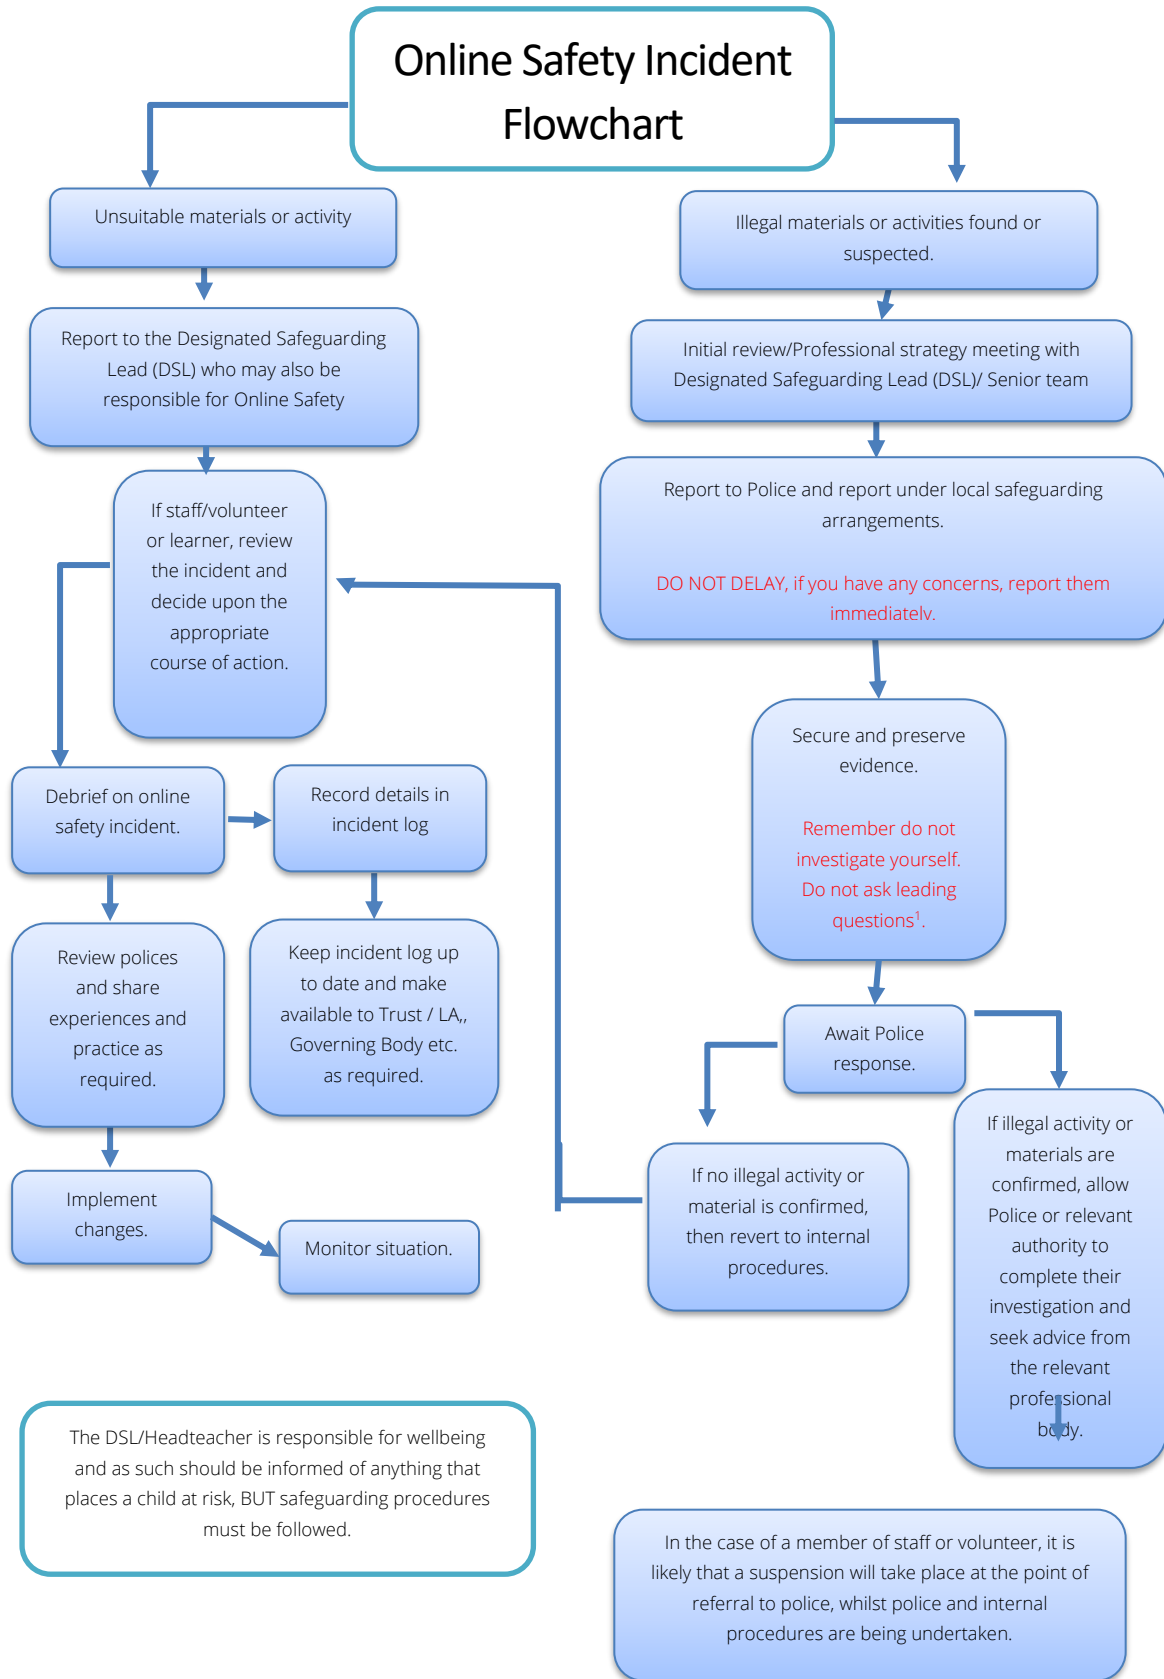 Online Safety Incident
Flowchart
Unsuitable materials or activity
Report to the Designated Safeguarding
Lead (DSL) who may also be
responsible for Online Safety
If staff/volunteer
or learner, review
the incident and
decide upon the
appropriate
course of action.
Debrief on online
safety incident.
Record details in
incident log
Review polices
and share
experiences and
practice as
required.
Keep incident log up
to date and make
available to Trust / LA,,
Governing Body etc.
as required.
Implement
changes.
Monitor situation.
Illegal materials or activities found or
suspected.
Initial review/Professional strategy meeting with
Designated Safeguarding Lead (DSL)/ Senior team
Report to Police and report under local safeguarding
arrangements.
DO NOT DELAY, if you have any concerns, report them
immediately.
Secure and preserve
evidence.
Remember do not
investigate yourself.
Do not ask leading
questions¹.
Await Police
response.
If no illegal activity or
material is confirmed,
then revert to internal
procedures.
If illegal activity or
materials are
confirmed, allow
Police or relevant
authority to
complete their
investigation and
seek advice from
the relevant
professional
body.
The DSL/Headteacher is responsible for wellbeing
and as such should be informed of anything that
places a child at risk, BUT safeguarding procedures
must be followed.
In the case of a member of staff or volunteer, it is
likely that a suspension will take place at the point of
referral to police, whilst police and internal
procedures are being undertaken.